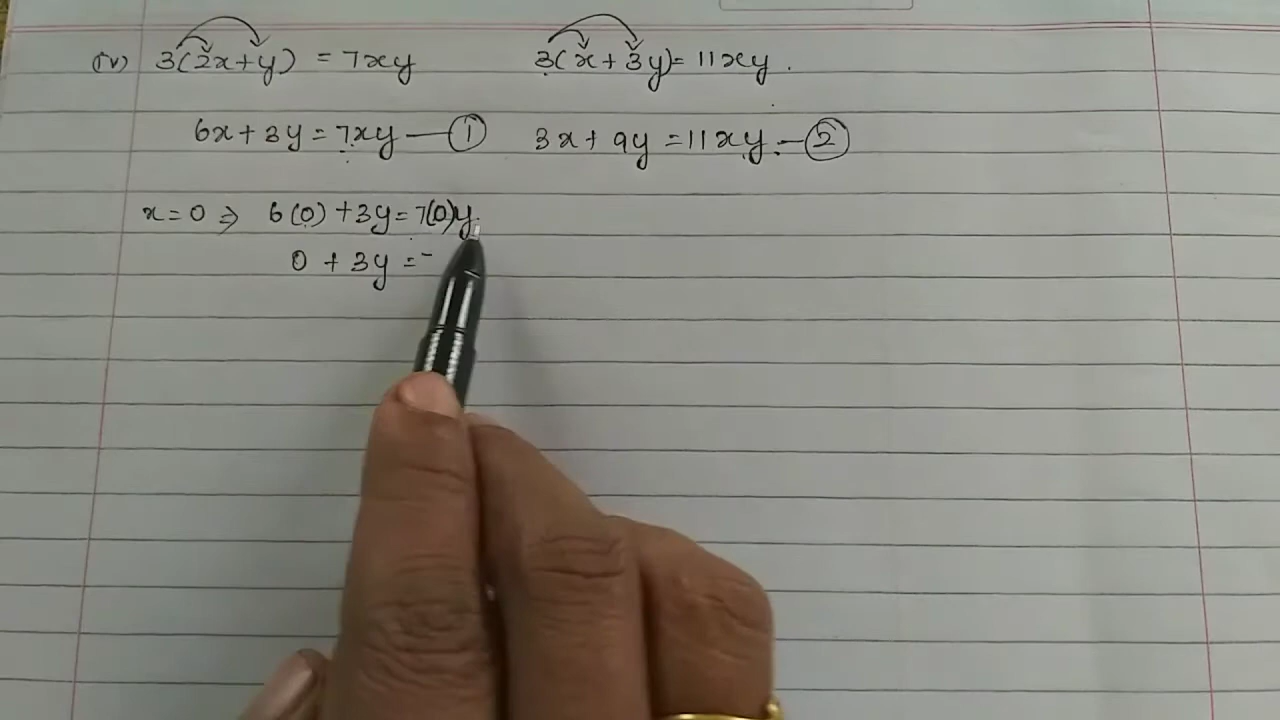 (iv) 3(2x+y) = 7xy 3(x+3y)= 11xy.
6x+3y=7xy—① 3x+9y=11xy—②
x=0 ⇒ 6(0)+3y=7(0)y
0 + 3y =